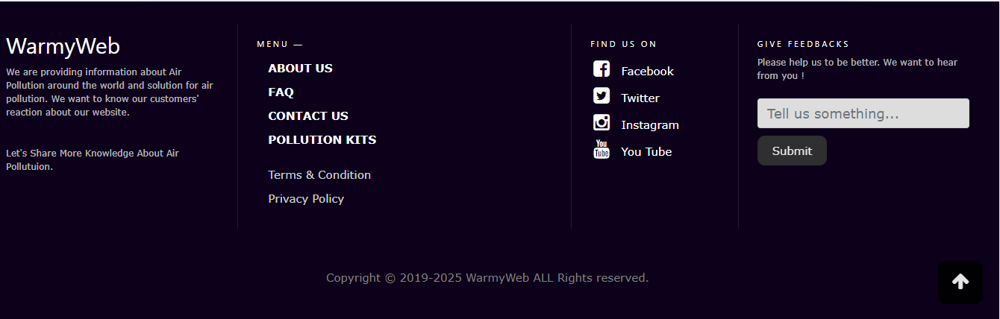 WarmyWeb
We are providing information about Air
Pollution around the world and solution for air
pollution. We want to know our customers'
reaction about our website.
Let's Share More Knowledge About Air
Pollutuion.
MENU —
ABOUT US
FAQ
CONTACT US
POLLUTION KITS
Terms & Condition
Privacy Policy
FIND US ON
Facebook
Twitter
Instagram
You
Tube
You Tube
GIVE FEEDBACKS
Please help us to be better. We want to hear
from you !
Tell us something...
Submit
Copyright © 2019-2025 WarmyWeb ALL Rights reserved.